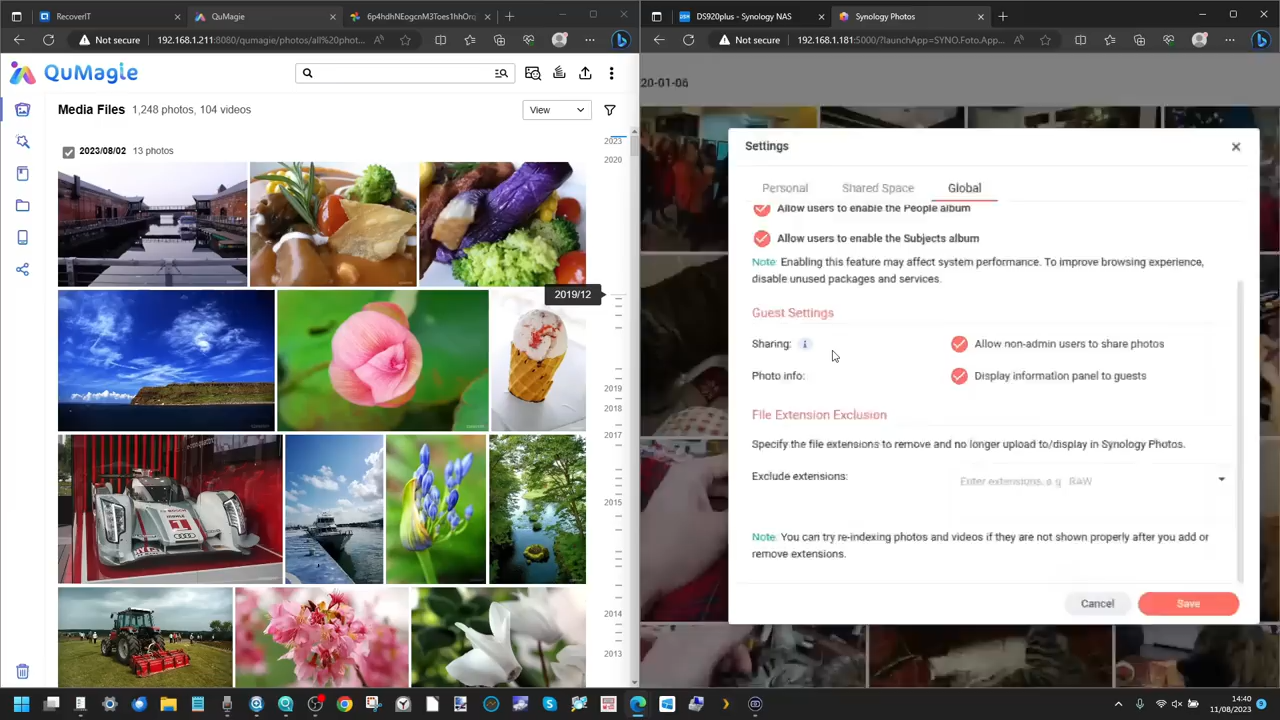 RecoverIT
QuMagie
6p4hdhNEogcnM3Toes1hhOrg
DS920plus - Synology NAS
Synology Photos
Not secure
192.168.1.211:8080/qumagie/photos/all%20phot...
Not secure
192.168.1.181:5000/?launchApp=SYNO.Foto.App...
QuMagie
20-01-06
Media Files 1,248 photos, 104 videos
View
2023/08/02 13 photos
2023
2020
2019/12
2019
2018
2017
2015
2014
2013
Settings
Personal Shared Space Global
Allow users to enable the People album
Allow users to enable the Subjects album
Note: Enabling this feature may affect system performance. To improve browsing experience,
disable unused packages and services.
Guest Settings
Sharing: Allow non-admin users to share photos
Photo info: Display information panel to guests
File Extension Exclusion
Specify the file extensions to remove and no longer upload to/display in Synology Photos.
Exclude extensions: Enter extensions, e.g. RAW
Note: You can try re-indexing photos and videos if they are not shown properly after you add or
remove extensions.
Cancel Save
14:40
11/08/2023